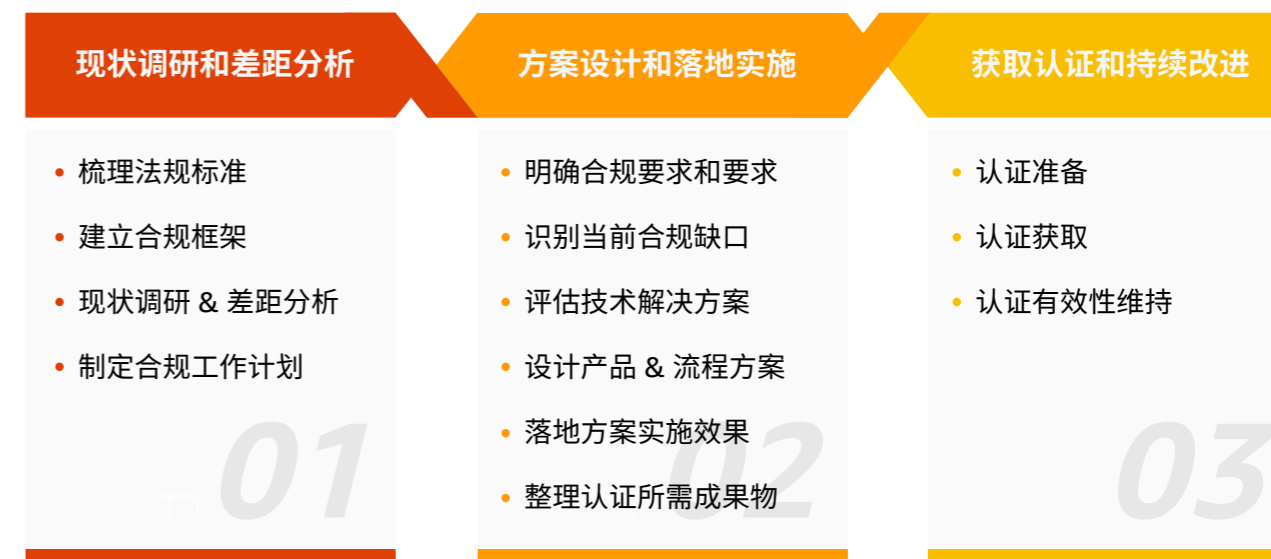 现状调研和差距分析
梳理法规标准
建立合规框架
现状调研 & 差距分析
制定合规工作计划
01
方案设计和落地实施
明确合规要求和要求
识别当前合规缺口
评估技术解决方案
设计产品 & 流程方案
落地方案实施效果
整理认证所需成果物
02
获取认证和持续改进
认证准备
认证获取
认证有效性维持
03